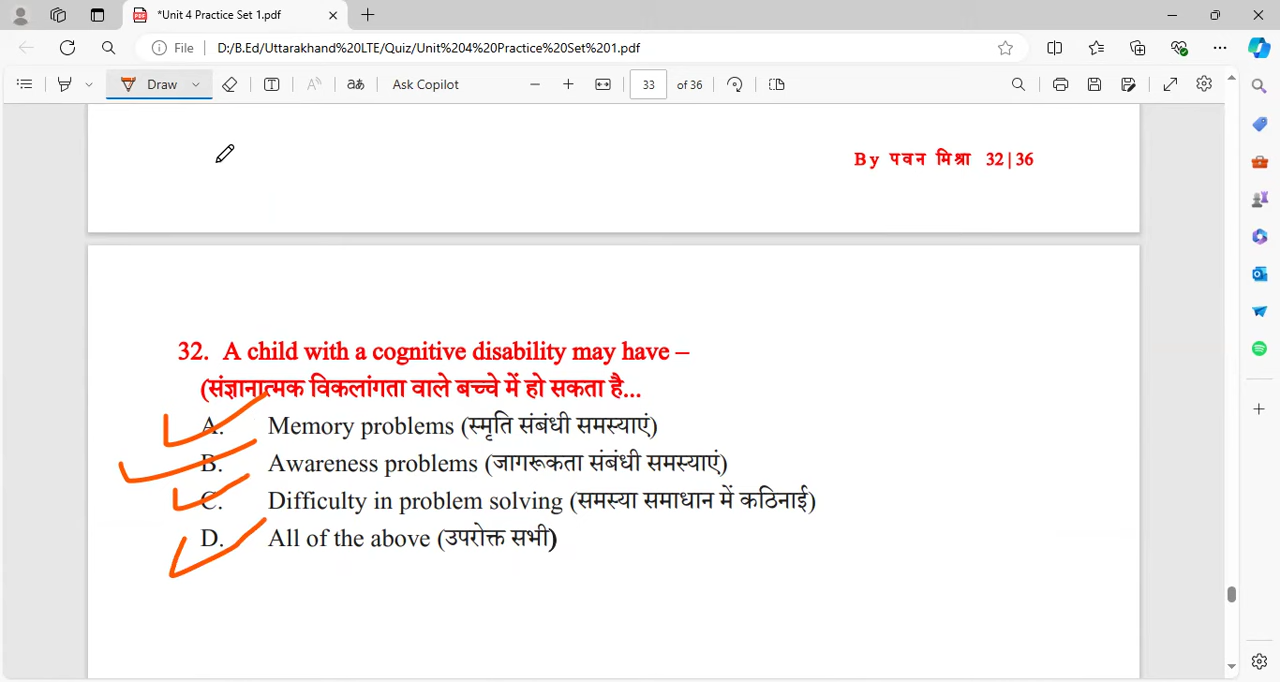 *Unit 4 Practice Set 1.pdf
File D:/B.Ed/Uttarakhand%20LTE/Quiz/Unit%204%20Practice%20Set%201.pdf
Draw Ask Copilot 33 of 36
By पवन मिश्रा 32|36
32. A child with a cognitive disability may have –
(संज्ञानात्मक विकलांगता वाले बच्चे में हो सकता है...
A. Memory problems (स्मृति संबंधी समस्याएं)
B. Awareness problems (जागरूकता संबंधी समस्याएं)
C. Difficulty in problem solving (समस्या समाधान में कठिनाई)
D. All of the above (उपरोक्त सभी)